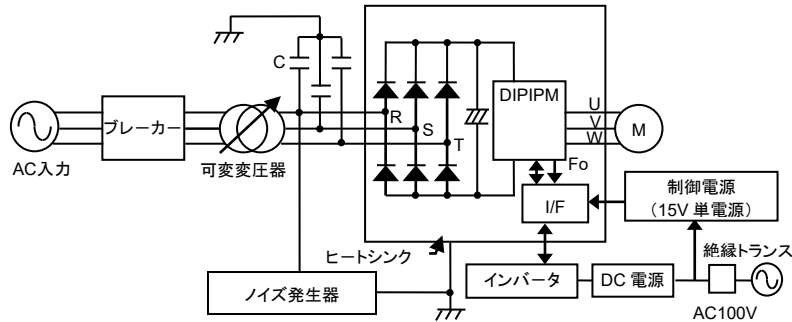 C
DIPIPM
ブレーカー
R
S
T
U
V
W
M
AC入力
可変変圧器
Fo
I/F
制御電源
（15V 単電源）
ヒートシンク
絶縁トランス
ノイズ発生器
インバータ
DC 電源
AC100V